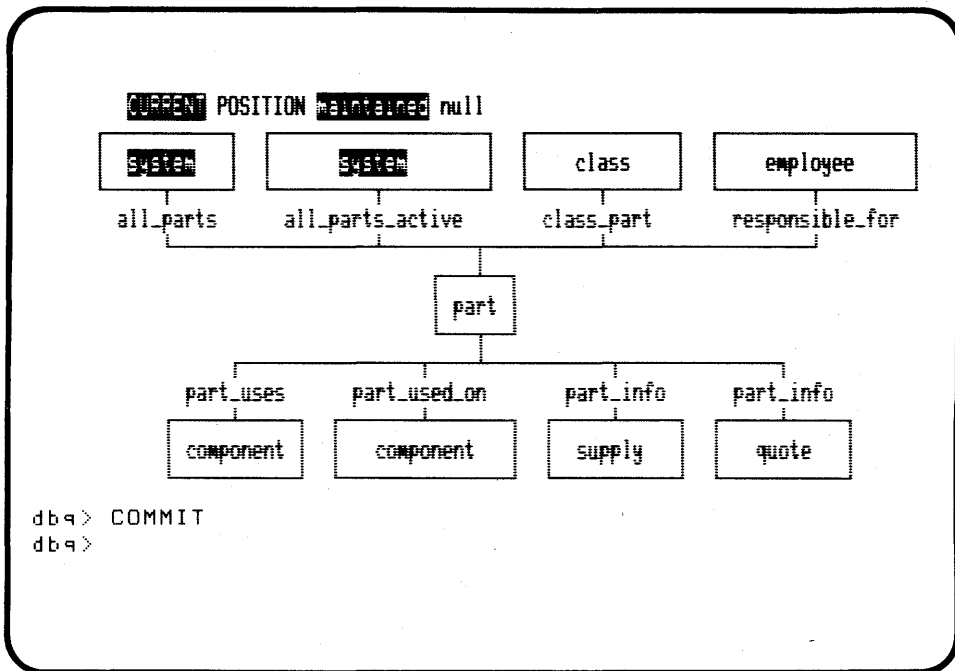 CURRENT POSITION maintained null
system system class employee
all_parts all_parts_active class_part responsible_for
part
part_uses part_used_on part_info part_info
component component supply quote
dbq> COMMIT
dbq>